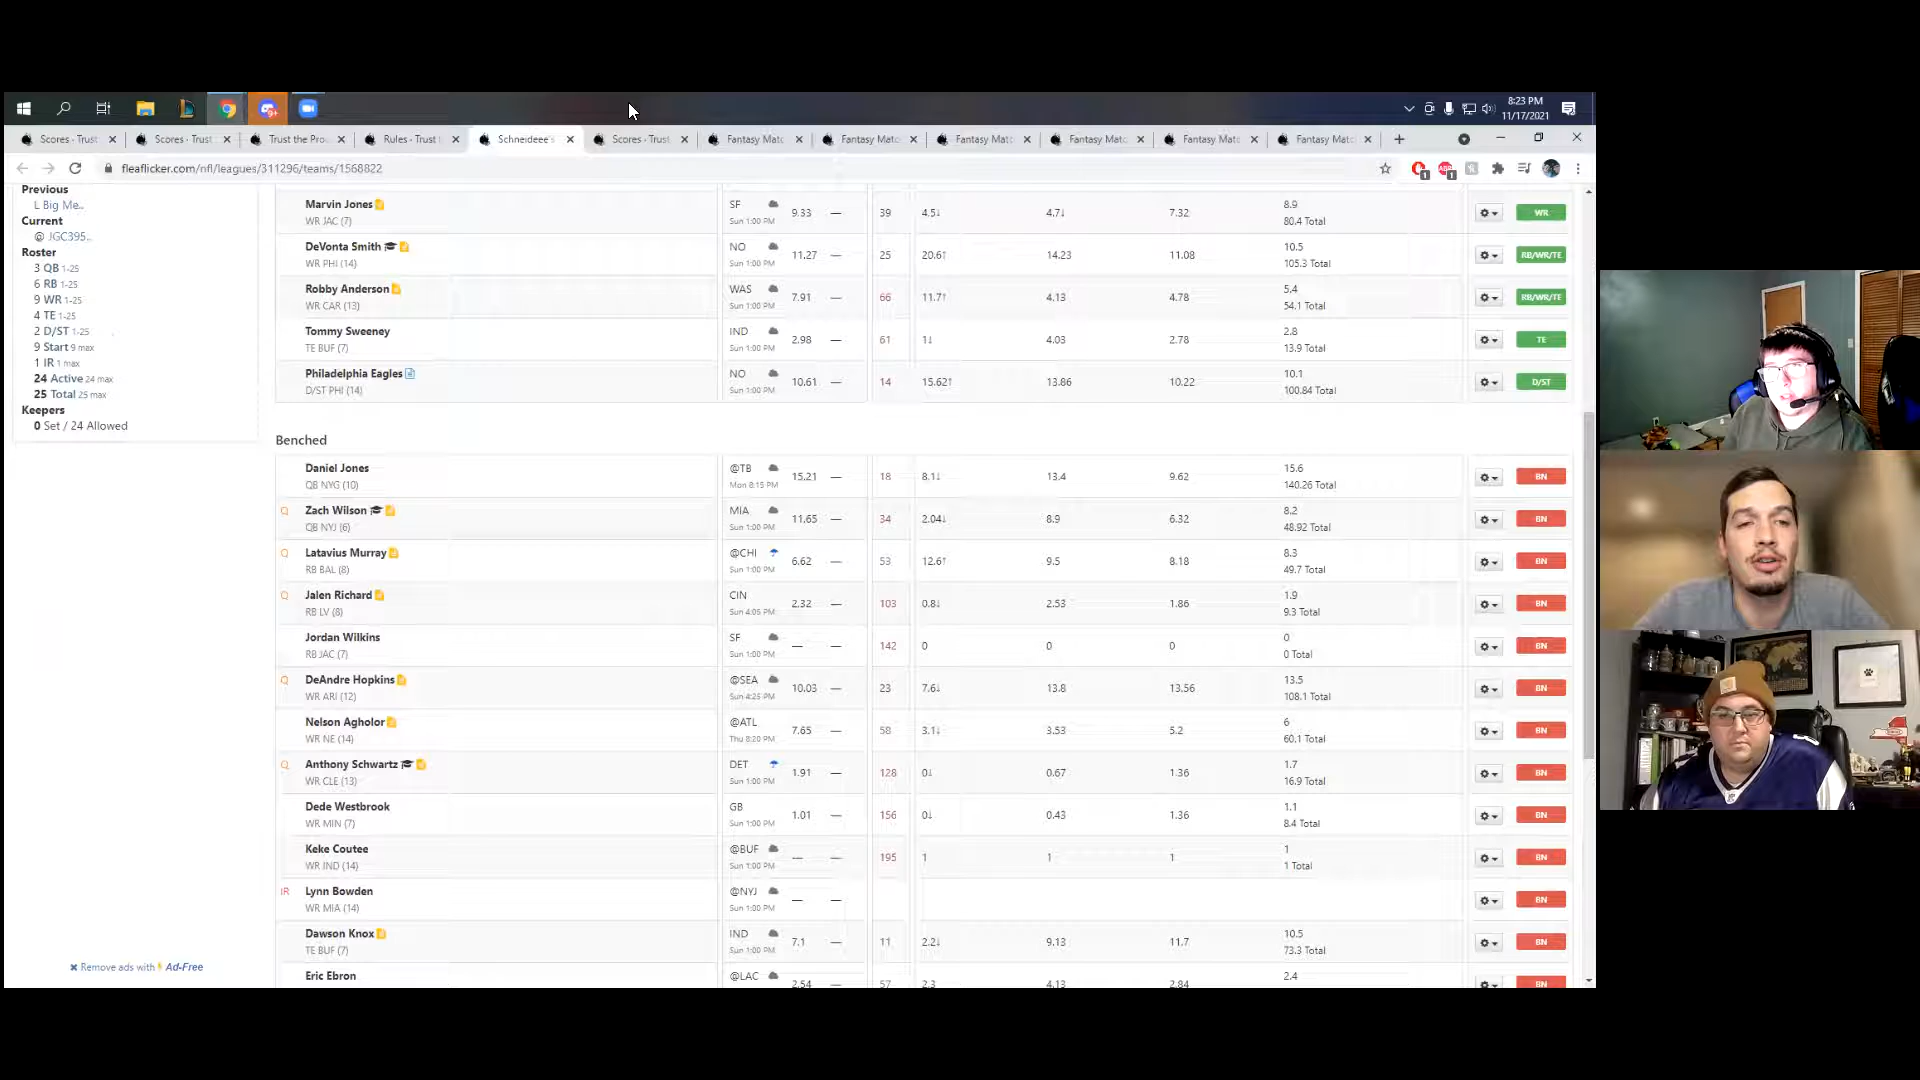 8:23 PM
11/17/2021
Scores - Trust
Scores - Trust
Trust the Pro...
Rules - Trust
Schneideee's
Scores - Trust
Fantasy Matc
Fantasy Matc
Fantasy Matc
Fantasy Matc
Fantasy Matc
Fantasy Matc
fleaflicker.com/nfl/leagues/311296/teams/1568822
Previous
L Big Me..
Current
@ JGC395..
Roster
3 QB 1-25
6 RB 1-25
9 WR 1-25
4 TE 1-25
2 D/ST 1-25
9 Start 9 max
1 IR 1 max
24 Active 24 max
25 Total 25 max
Keepers
0 Set / 24 Allowed
Remove ads with Ad-Free
Marvin Jones SF 9.33 — 39 4.5↓ 4.7↓ 7.32 8.9 WR
WR JAC (7) Sun 1:00 PM 80.4 Total
DeVonta Smith NO 11.27 — 25 20.6↑ 14.23 11.08 10.5 RB/WR/TE
WR PHI (14) Sun 1:00 PM 105.3 Total
Robby Anderson WAS 7.91 — 66 11.7↑ 4.13 4.78 5.4 RB/WR/TE
WR CAR (13) Sun 1:00 PM 54.1 Total
Tommy Sweeney IND 2.98 — 61 1↓ 4.03 2.78 2.8 TE
TE BUF (7) Sun 1:00 PM 13.9 Total
Philadelphia Eagles NO 10.61 — 14 15.62↑ 13.86 10.22 10.1 D/ST
D/ST PHI (14) Sun 1:00 PM 100.84 Total
Benched
Daniel Jones @TB 15.21 — 18 8.1↓ 13.4 9.62 15.6 BN
QB NYG (10) Mon 8:15 PM 140.26 Total
Q Zach Wilson MIA 11.65 — 34 2.04↓ 8.9 6.32 8.2 BN
QB NYJ (6) Sun 1:00 PM 48.92 Total
Q Latavius Murray @CHI 6.62 — 53 12.6↑ 9.5 8.18 8.3 BN
RB BAL (8) Sun 1:00 PM 49.7 Total
Q Jalen Richard CIN 2.32 — 103 0.8↓ 2.53 1.86 1.9 BN
RB LV (8) Sun 4:05 PM 9.3 Total
Jordan Wilkins SF — — 142 0 0 0 0 BN
RB JAC (7) Sun 1:00 PM 0 Total
Q DeAndre Hopkins @SEA 10.03 — 23 7.6↓ 13.8 13.56 13.5 BN
WR ARI (12) Sun 4:25 PM 108.1 Total
Nelson Agholor @ATL 7.65 — 58 3.1↓ 3.53 5.2 6 BN
WR NE (14) Thu 8:20 PM 60.1 Total
Q Anthony Schwartz DET 1.91 — 128 0↓ 0.67 1.36 1.7 BN
WR CLE (13) Sun 1:00 PM 16.9 Total
Dede Westbrook GB 1.01 — 156 0↓ 0.43 1.36 1.1 BN
WR MIN (7) Sun 1:00 PM 8.4 Total
Keke Coutee @BUF — — 195 1 1 1 1 BN
WR IND (14) Sun 1:00 PM 1 Total
IR Lynn Bowden @NYJ — — BN
WR MIA (14) Sun 1:00 PM
Dawson Knox IND 7.1 — 11 2.2↓ 9.13 11.7 10.5 BN
TE BUF (7) Sun 1:00 PM 73.3 Total
Eric Ebron @LAC 2.54 — 57 2.3 4.13 2.84 2.4 BN